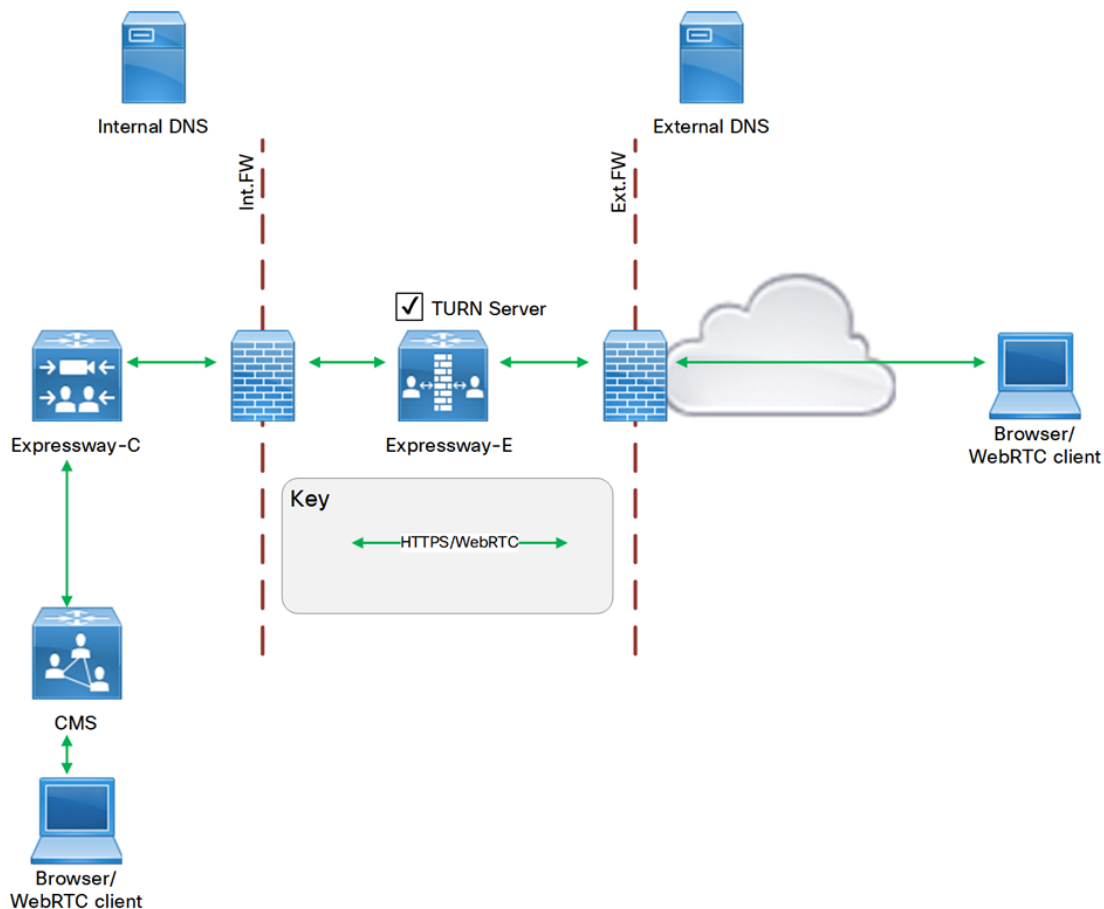 Internal DNS
External DNS
Int.FW
Ext.FW
TURN Server
Expressway-C
Expressway-E
Browser/
WebRTC client
Key
HTTPS/WebRTC
CMS
Browser/
WebRTC client